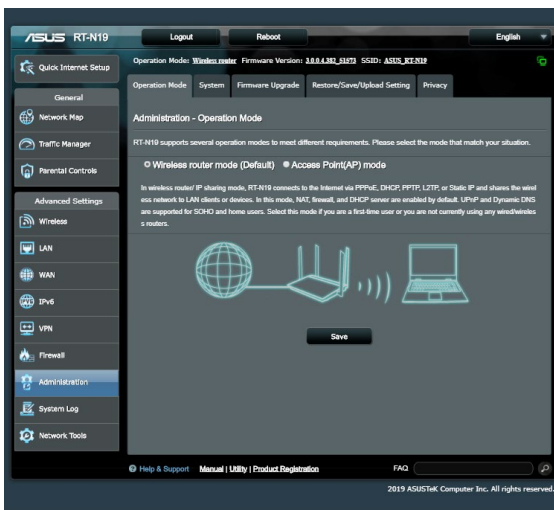 ASUS RT-N19
Logout
Reboot
English
Quick Internet Setup
Operation Mode: Wireless router Firmware Version: 3.0.0.4.382_51573 SSID: ASUS_RT-N19
Operation Mode
System
Firmware Upgrade
Restore/Save/Upload Setting
Privacy
General
Network Map
Traffic Manager
Parental Controls
Advanced Settings
Wireless
LAN
WAN
IPv6
VPN
Firewall
Administration
System Log
Network Tools
Administration - Operation Mode
RT-N19 supports several operation modes to meet different requirements. Please select the mode that match your situation.
Wireless router mode (Default)
Access Point(AP) mode
In wireless router/ IP sharing mode, RT-N19 connects to the Internet via PPPoE, DHCP, PPTP, L2TP, or Static IP and shares the wirel
ess network to LAN clients or devices. In this mode, NAT, firewall, and DHCP server are enabled by default. UPnP and Dynamic DNS
are supported for SOHO and home users. Select this mode if you are a first-time user or you are not currently using any wired/wireles
s routers.
Save
Help & Support
Manual | Utility | Product Registration
FAQ
2019 ASUSTeK Computer Inc. All rights reserved.